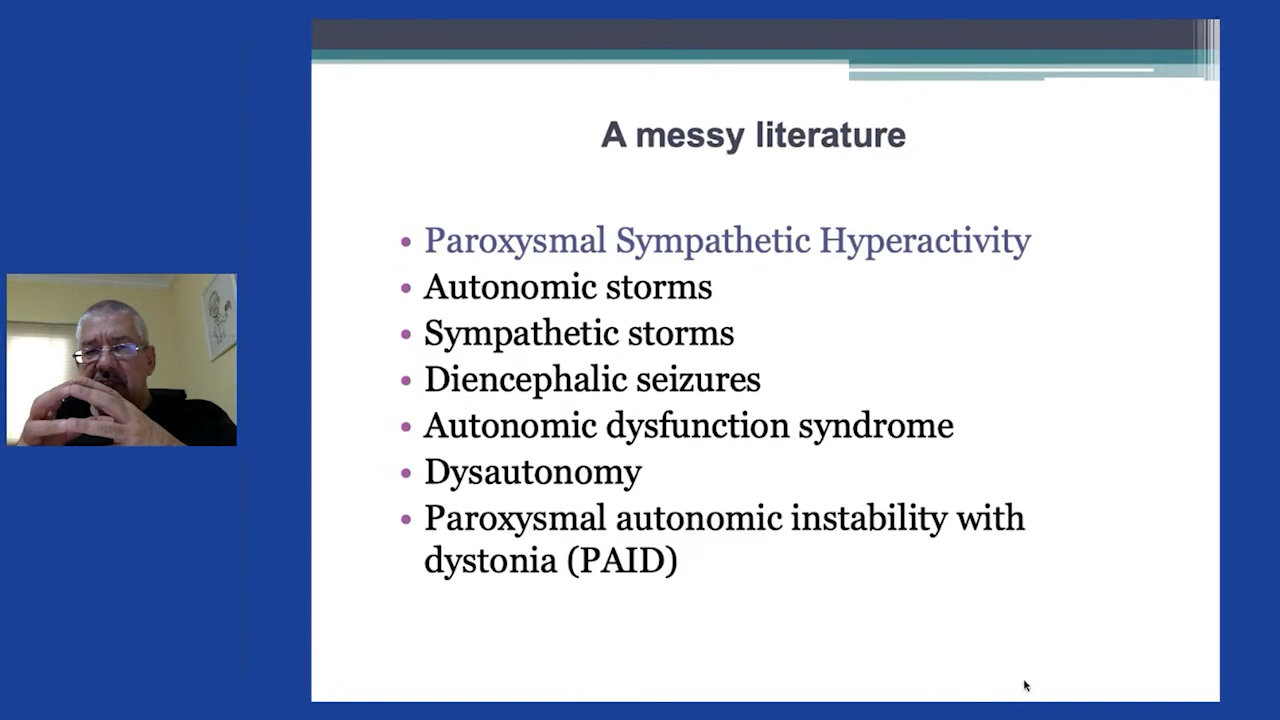 A messy literature
• Paroxysmal Sympathetic Hyperactivity
• Autonomic storms
• Sympathetic storms
• Diencephalic seizures
• Autonomic dysfunction syndrome
• Dysautonomy
• Paroxysmal autonomic instability with
dystonia (PAID)